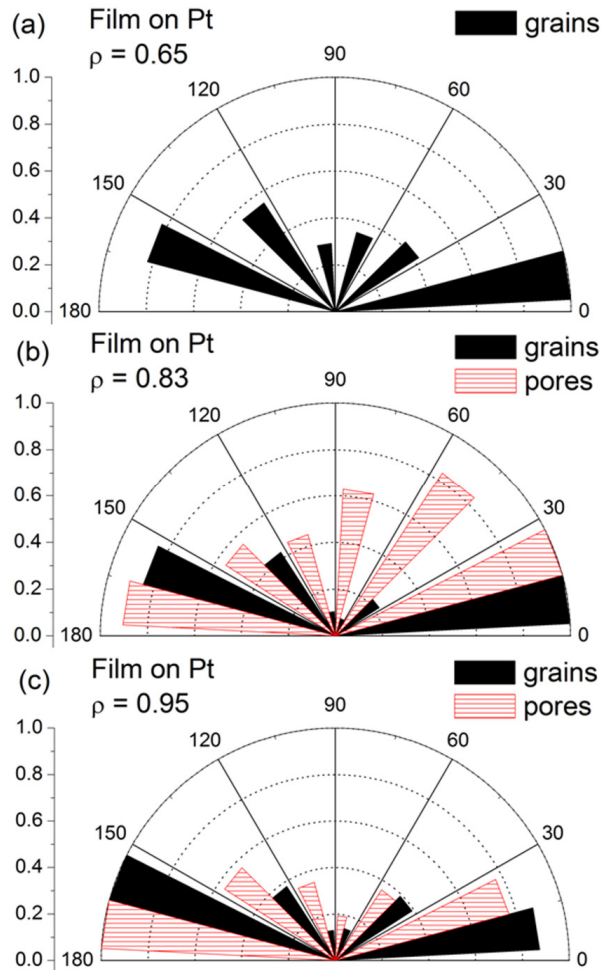 (a) Film on Pt
ρ = 0.65
grains
90
120 60
150 30
180 0
1.0
0.8
0.6
0.4
0.2
0.0
(b) Film on Pt
ρ = 0.83
grains
pores
90
120 60
150 30
180 0
1.0
0.8
0.6
0.4
0.2
0.0
(c) Film on Pt
ρ = 0.95
grains
pores
90
120 60
150 30
180 0
1.0
0.8
0.6
0.4
0.2
0.0